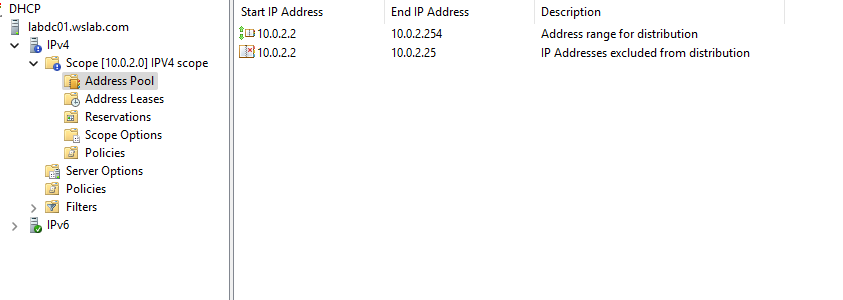 DHCP
labdc01.wslab.com
IPv4
Scope [10.0.2.0] IPV4 scope
Address Pool
Address Leases
Reservations
Scope Options
Policies
Server Options
Policies
Filters
IPv6
Start IP Address End IP Address Description
10.0.2.2 10.0.2.254 Address range for distribution
10.0.2.2 10.0.2.25 IP Addresses excluded from distribution